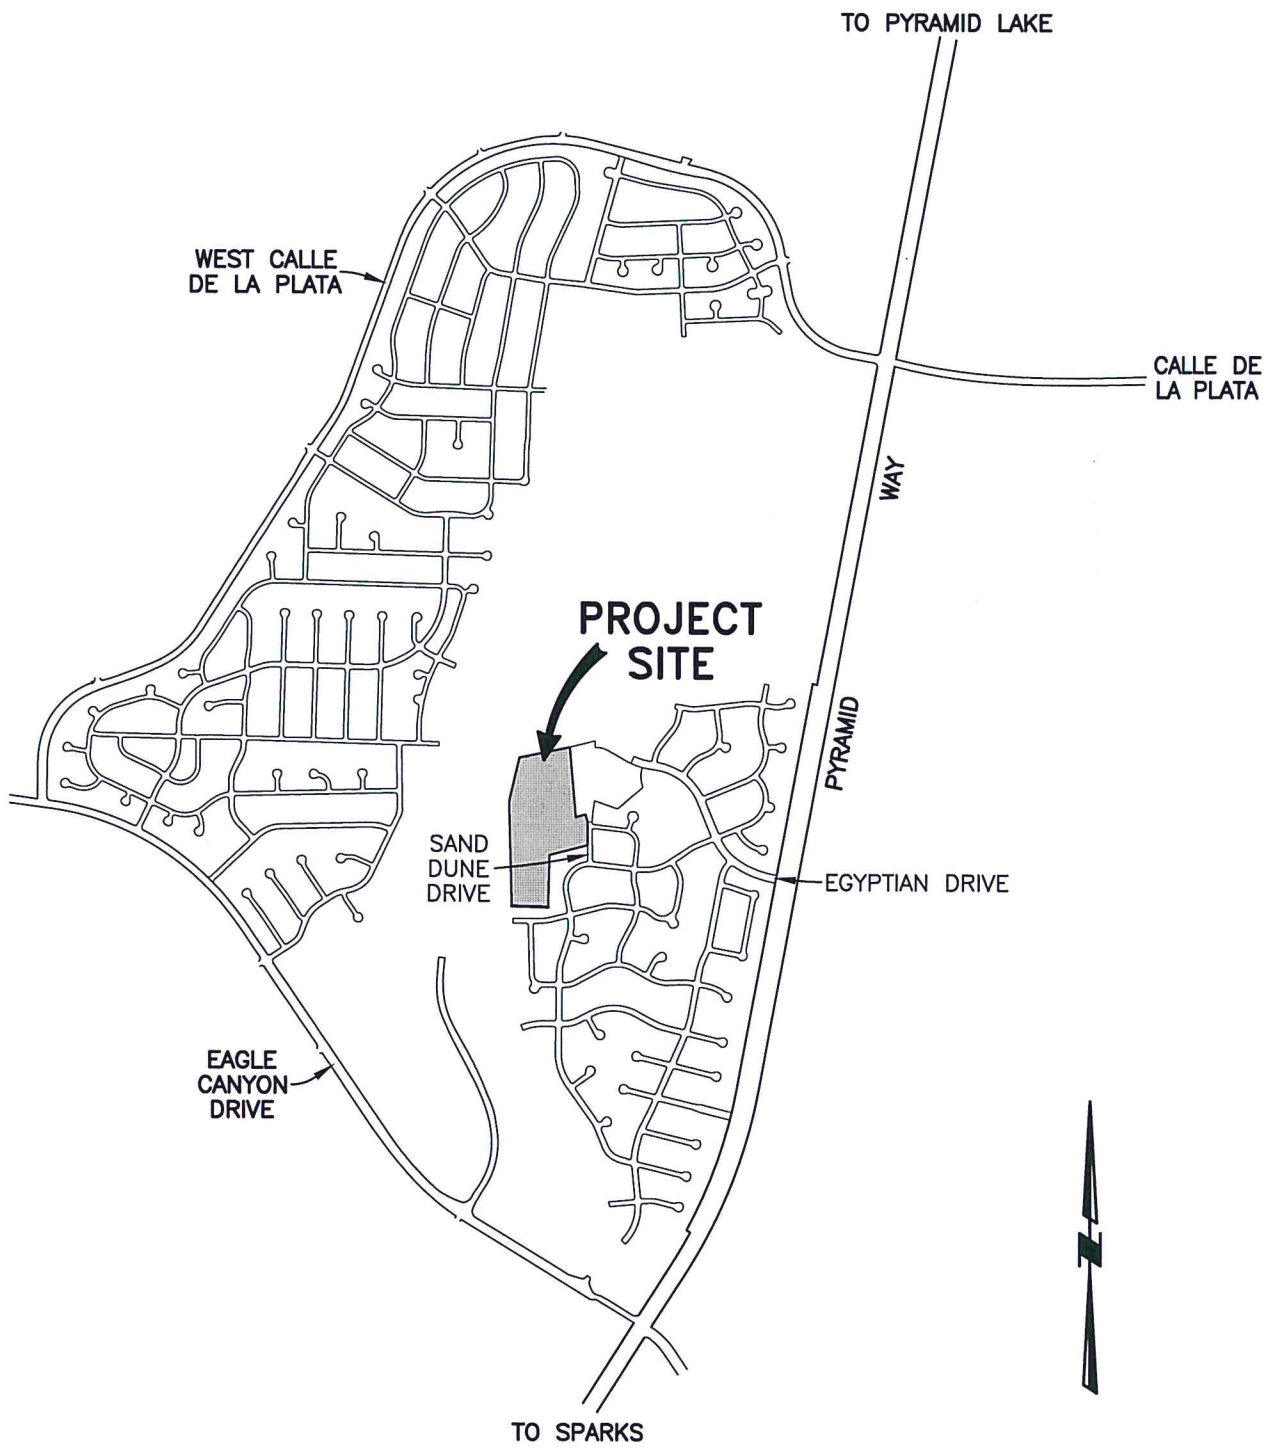 TO PYRAMID LAKE
WEST CALLE
DE LA PLATA
CALLE DE
LA PLATA
WAY
PROJECT
SITE
PYRAMID
SAND
DUNE
DRIVE
EGYPTIAN DRIVE
EAGLE
CANYON
DRIVE
N
TO SPARKS